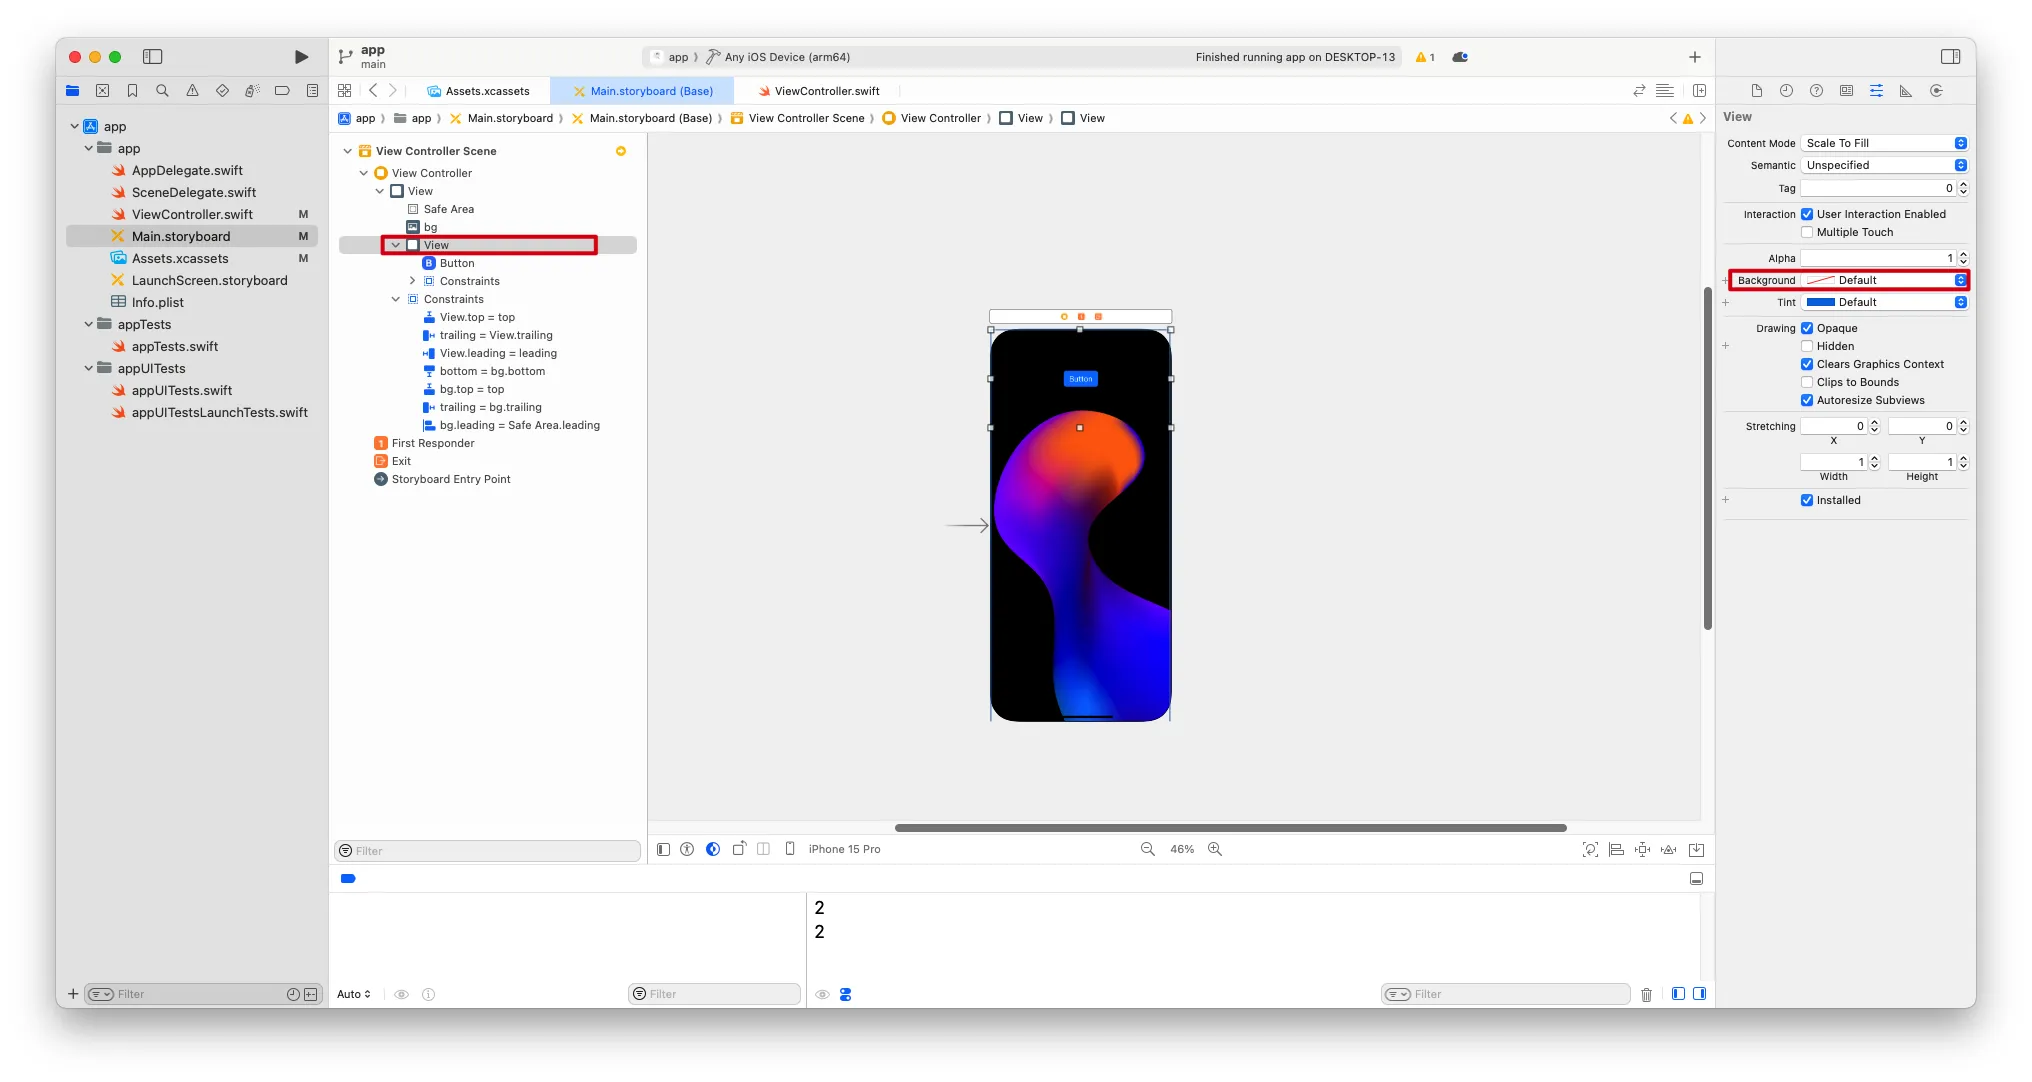 app
main
app
Any iOS Device (arm64)
Finished running app on DESKTOP-13
1
Assets.xcassets
Main.storyboard (Base)
ViewController.swift
app
app
Main.storyboard
Main.storyboard (Base)
View Controller Scene
View Controller
View
View
app
app
AppDelegate.swift
SceneDelegate.swift
ViewController.swift M
Main.storyboard M
Assets.xcassets M
LaunchScreen.storyboard
Info.plist
appTests
appTests.swift
appUITests
appUITests.swift
appUITestsLaunchTests.swift
Filter
View Controller Scene
View Controller
View
Safe Area
bg
View
B Button
Constraints
Constraints
View.top = top
trailing = View.trailing
View.leading = leading
bottom = bg.bottom
bg.top = top
trailing = bg.trailing
bg.leading = Safe Area.leading
1 First Responder
Exit
Storyboard Entry Point
Filter
Button
iPhone 15 Pro
46%
2
2
Auto
Filter
Filter
View
Content Mode Scale To Fill
Semantic Unspecified
Tag 0
Interaction User Interaction Enabled
Multiple Touch
Alpha 1
Background Default
Tint Default
Drawing Opaque
Hidden
Clears Graphics Context
Clips to Bounds
Autoresize Subviews
Stretching 0 0
X Y
1 1
Width Height
Installed